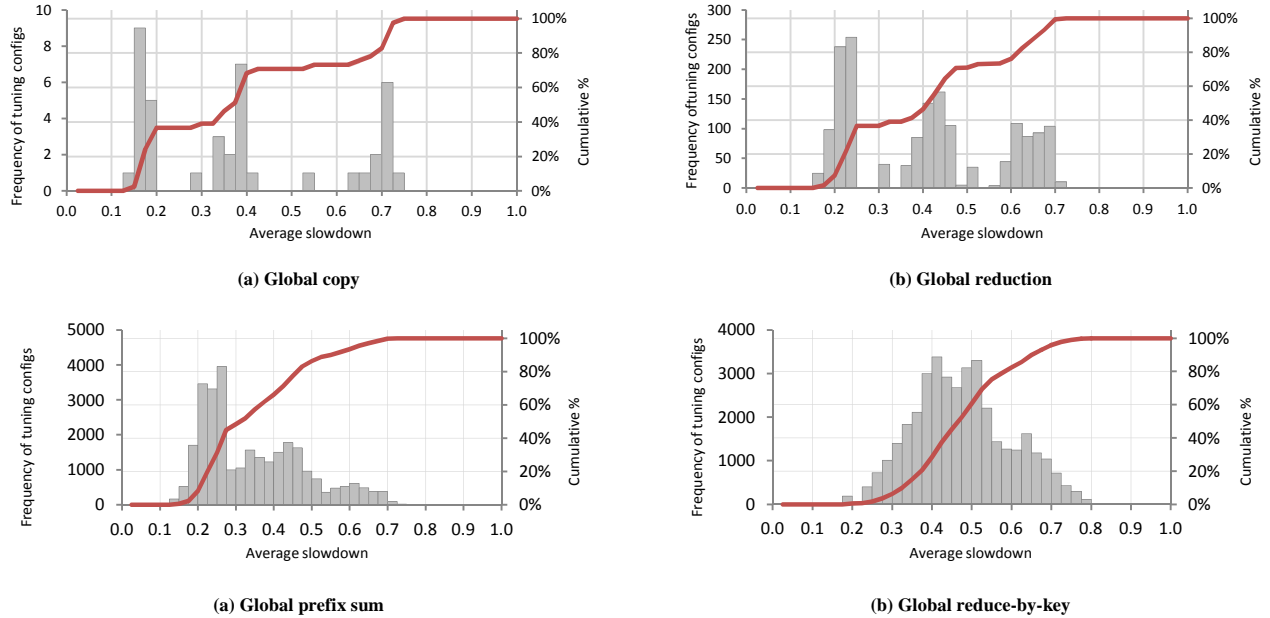 10
8
6
4
2
0
Frequency of tuning configs
100%
80%
60%
40%
20%
0%
Cumulative %
0.0 0.1 0.2 0.3 0.4 0.5 0.6 0.7 0.8 0.9 1.0
Average slowdown
(a) Global copy
300
250
200
150
100
50
0
Frequency oftuning configs
100%
80%
60%
40%
20%
0%
Cumulative %
0.0 0.1 0.2 0.3 0.4 0.5 0.6 0.7 0.8 0.9 1.0
Average slowdown
(b) Global reduction
5000
4000
3000
2000
1000
0
Frequency of tuning configs
100%
80%
60%
40%
20%
0%
Cumulative %
0.0 0.1 0.2 0.3 0.4 0.5 0.6 0.7 0.8 0.9 1.0
Average slowdown
(a) Global prefix sum
4000
3000
2000
1000
0
Frequency of tuning configs
100%
80%
60%
40%
20%
0%
Cumulative %
0.0 0.1 0.2 0.3 0.4 0.5 0.6 0.7 0.8 0.9 1.0
Average slowdown
(b) Global reduce-by-key